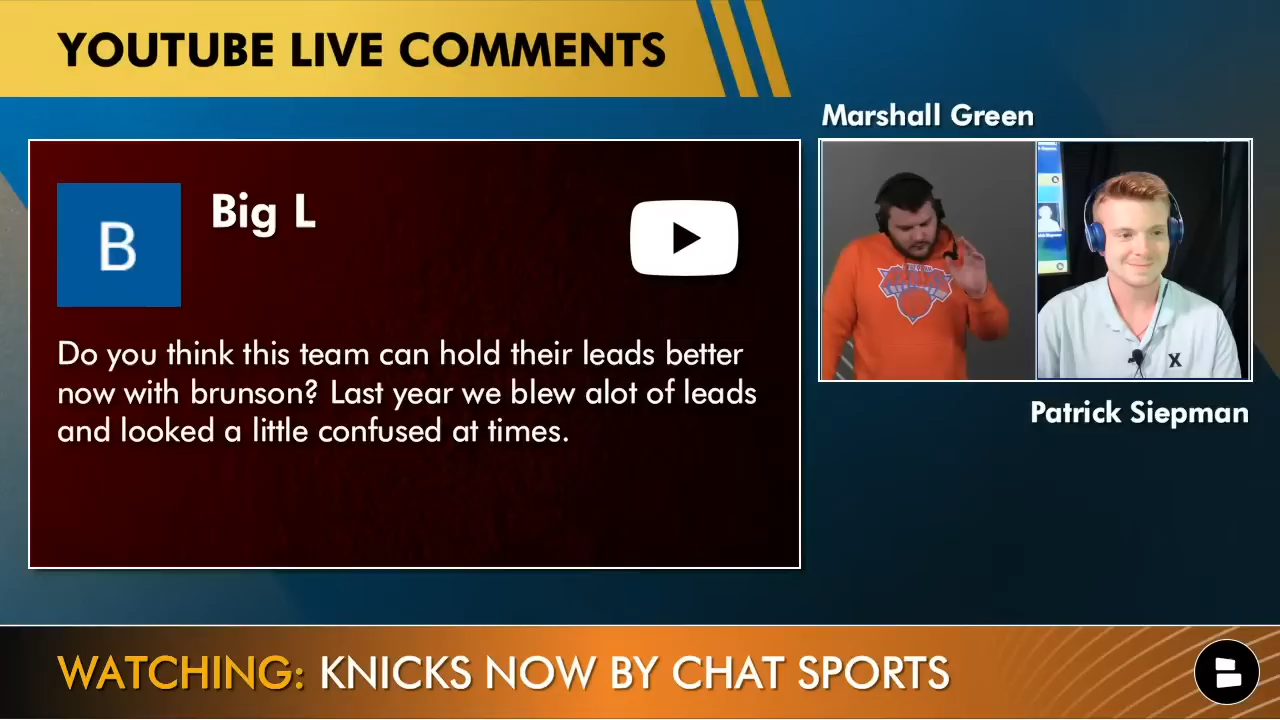 YOUTUBE LIVE COMMENTS
Marshall Green
B
Big L
Do you think this team can hold their leads better
now with brunson? Last year we blew alot of leads
and looked a little confused at times.
X
Patrick Siepman
WATCHING: KNICKS NOW BY CHAT SPORTS